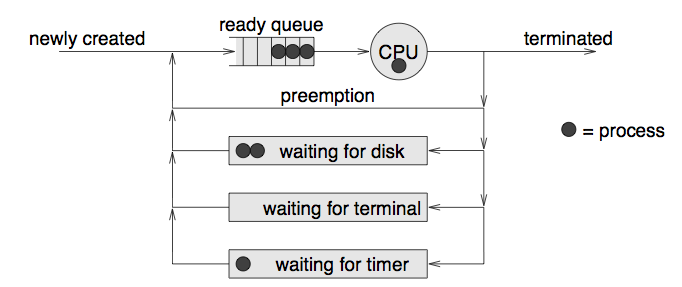 ready queue
newly created
CPU
terminated
preemption
= process
waiting for disk
waiting for terminal
waiting for timer